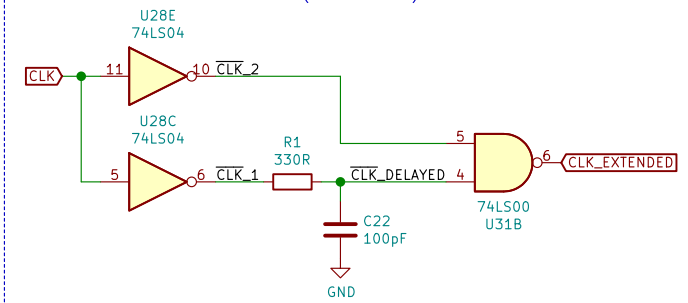 U28E
74LS04
CLK
11
10
CLK_2
U28C
74LS04
5
6
CLK_1
R1
330R
CLK_DELAYED
5
4
6
CLK_EXTENDED
74LS00
U31B
C22
100pF
GND